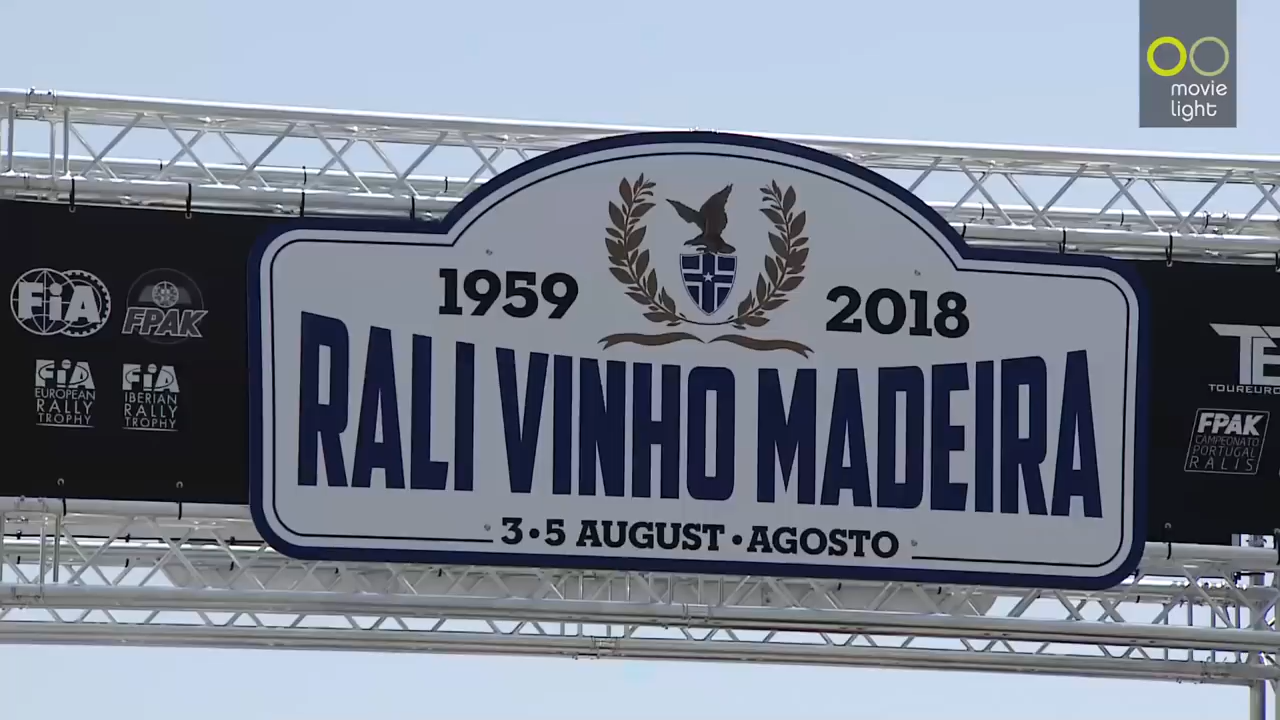 movie
light
1959
2018
RALI VINHO MADEIRA
3•5 AUGUST•AGOSTO
FiA
FPAK
FiA
EUROPEAN
RALLY
TROPHY
FiA
IBERIAN
RALLY
TROPHY
FPAK
CAMPEONATO
PORTUGAL
RALIS